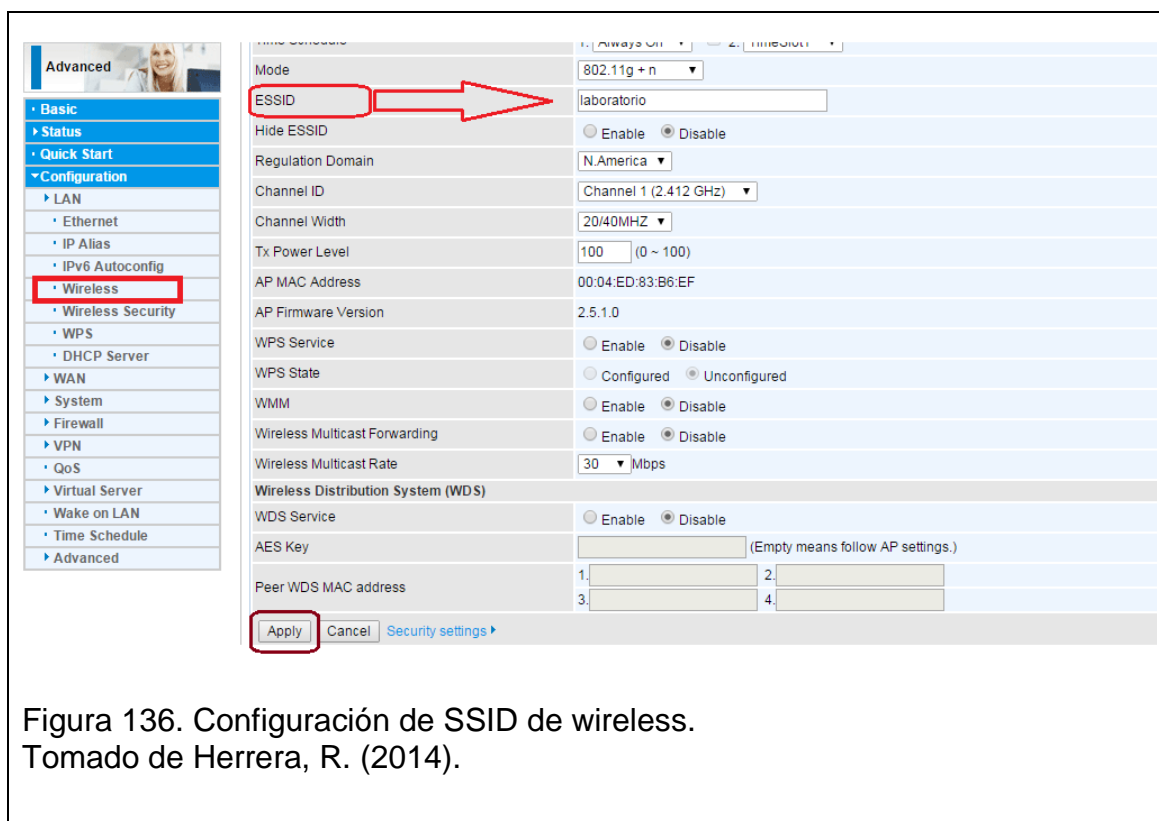 Advanced
· Basic
Status
· Quick Start
Configuration
LAN
· Ethernet
· IP Alias
· IPv6 Autoconfig
· Wireless
· Wireless Security
· WPS
· DHCP Server
WAN
System
Firewall
VPN
· QoS
Virtual Server
· Wake on LAN
· Time Schedule
Advanced
Time Schedule 1. Always On ▼ 2. TimeSlot1 ▼
Mode 802.11g + n ▼
ESSID laboratorio
Hide ESSID Enable Disable
Regulation Domain N.America ▼
Channel ID Channel 1 (2.412 GHz) ▼
Channel Width 20/40MHZ ▼
Tx Power Level 100 (0 ~ 100)
AP MAC Address 00:04:ED:83:B6:EF
AP Firmware Version 2.5.1.0
WPS Service Enable Disable
WPS State Configured Unconfigured
WMM Enable Disable
Wireless Multicast Forwarding Enable Disable
Wireless Multicast Rate 30 ▼ Mbps
Wireless Distribution System (WDS)
WDS Service Enable Disable
AES Key (Empty means follow AP settings.)
Peer WDS MAC address
1. 2.
3. 4.
Apply Cancel Security settings
Figura 136. Configuración de SSID de wireless.
Tomado de Herrera, R. (2014).